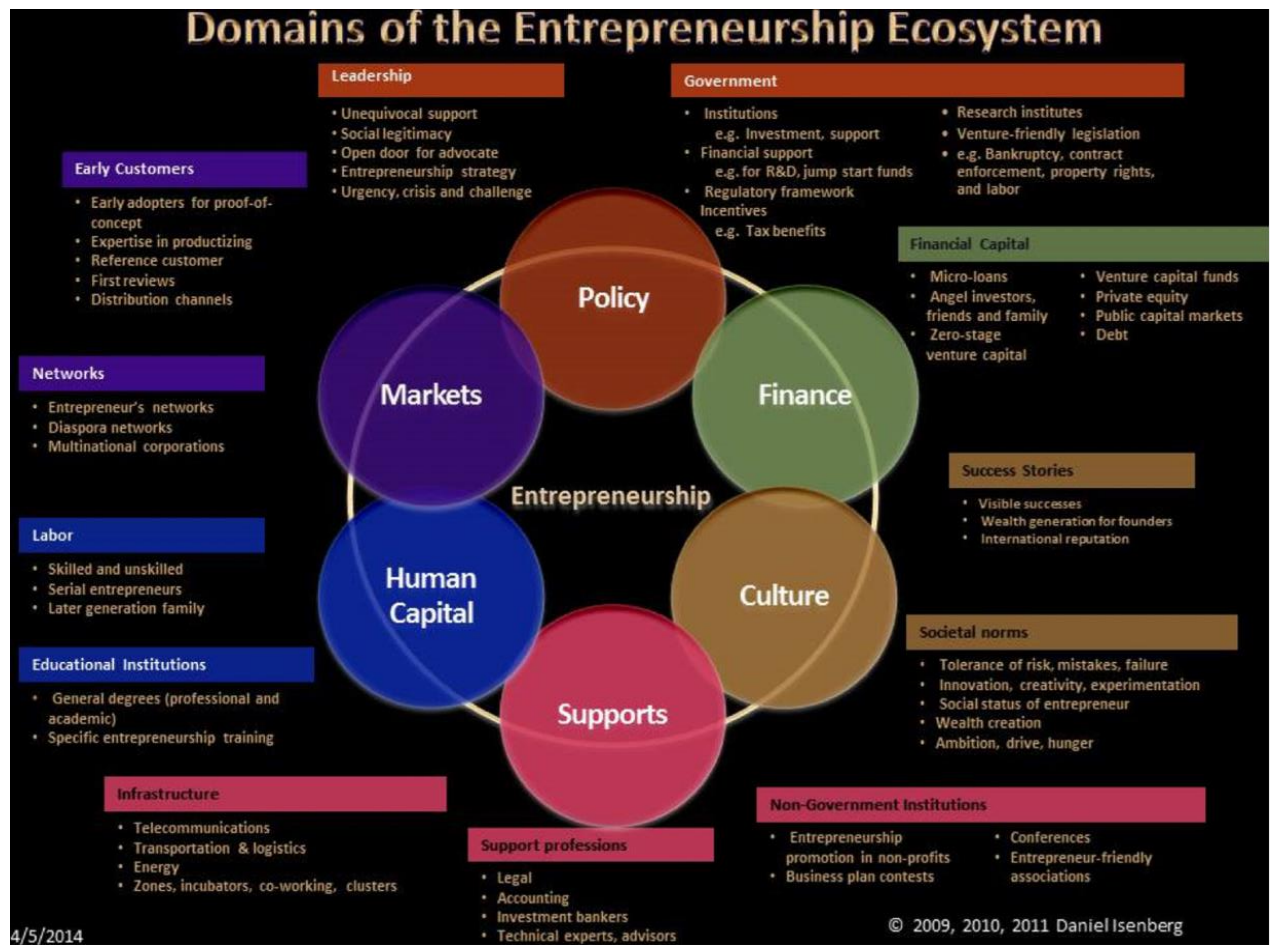 Domains of the Entrepreneurship Ecosystem
Leadership
• Unequivocal support
• Social legitimacy
• Open door for advocate
• Entrepreneurship strategy
• Urgency, crisis and challenge
Government
• Institutions
e.g. Investment, support
• Financial support
e.g. for R&D, jump start funds
• Regulatory framework
Incentives
e.g. Tax benefits
• Research institutes
• Venture-friendly legislation
• e.g. Bankruptcy, contract
enforcement, property rights,
and labor
Early Customers
• Early adopters for proof-of-
concept
• Expertise in productizing
• Reference customer
• First reviews
• Distribution channels
Financial Capital
• Micro-loans
• Angel investors,
friends and family
• Zero-stage
venture capital
• Venture capital funds
• Private equity
• Public capital markets
• Debt
Policy
Markets
Finance
Networks
• Entrepreneur's networks
• Diaspora networks
• Multinational corporations
Entrepreneurship
Success Stories
• Visible successes
• Wealth generation for founders
• International reputation
Labor
• Skilled and unskilled
• Serial entrepreneurs
• Later generation family
Human
Capital
Culture
Societal norms
• Tolerance of risk, mistakes, failure
• Innovation, creativity, experimentation
• Social status of entrepreneur
• Wealth creation
• Ambition, drive, hunger
Educational Institutions
• General degrees (professional and
academic)
• Specific entrepreneurship training
Supports
Infrastructure
• Telecommunications
• Transportation & logistics
• Energy
• Zones, incubators, co-working, clusters
Support professions
• Legal
• Accounting
• Investment bankers
• Technical experts, advisors
Non-Government Institutions
• Entrepreneurship
promotion in non-profits
• Business plan contests
• Conferences
• Entrepreneur-friendly
associations
4/5/2014
© 2009, 2010, 2011 Daniel Isenberg